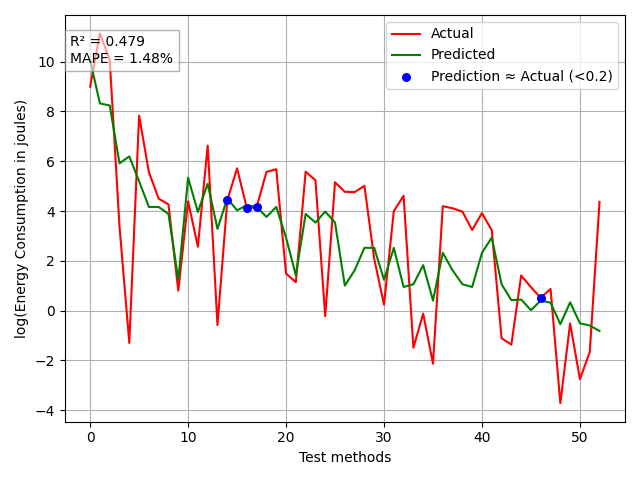 R² = 0.479
MAPE = 1.48%
Actual
Predicted
Prediction ≈ Actual (<0.2)
log(Energy Consumption in joules)
10
8
6
4
2
0
−2
−4
0 10 20 30 40 50
Test methods